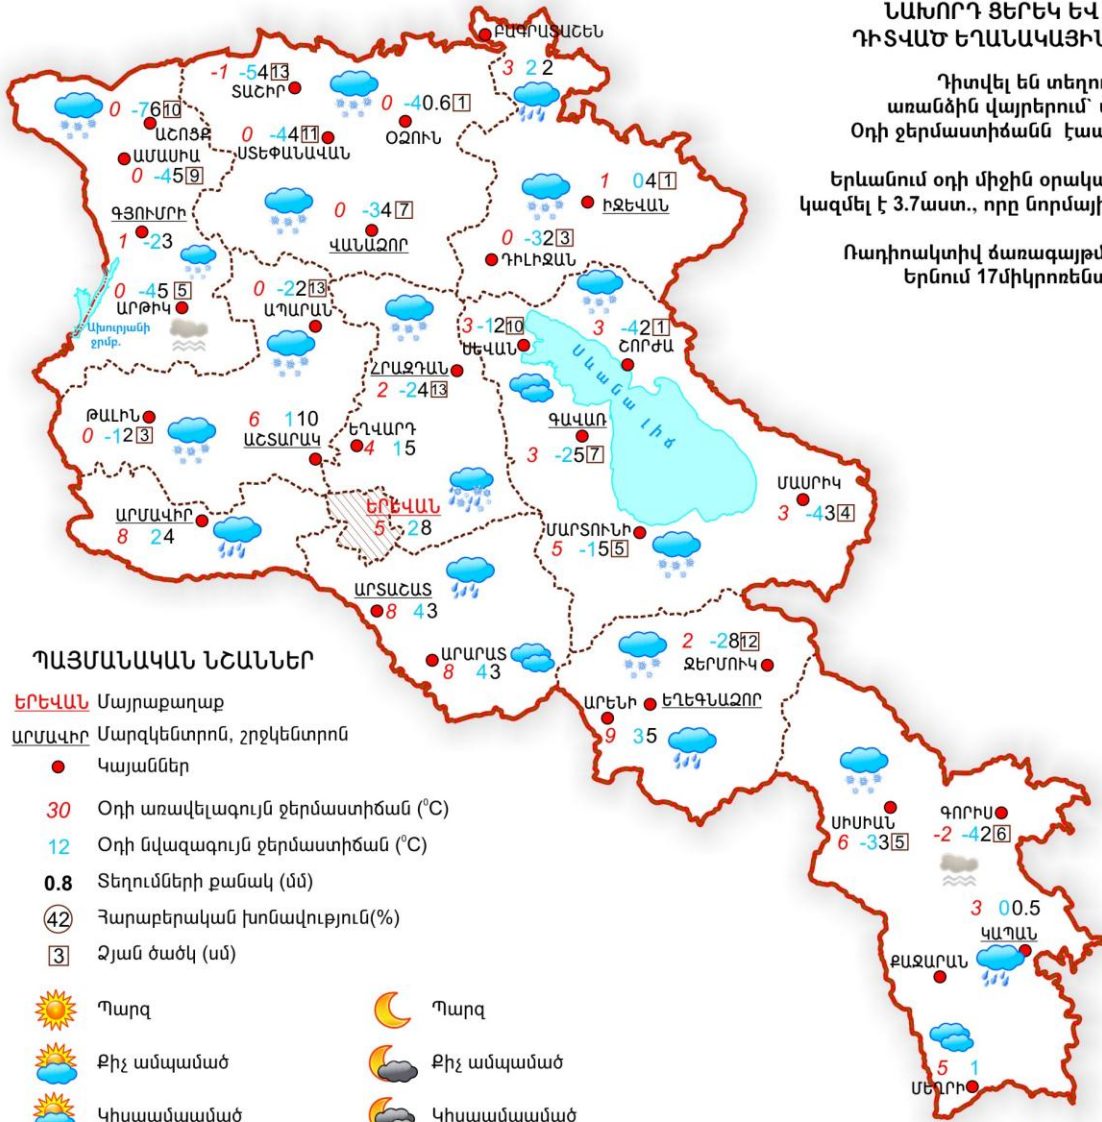 ՆԱԽՈՐԴ ՑԵՐԵԿ ԵՎ
ԴԻՏՎԱԾ ԵՂԱՆԱԿԱՅԻՆ
Դիտվել են
առանձին վայրերում՝
Օդի ջերմաստիճանն
Երևանում օդի միջին
կազմել է 3.7աստ., որը
Ռադիոակտիվ
ԲԱԳՐԱՏԱՇԵՆ
3 2 2
-1 -5 4 13
ՏԱՇԻՐ
0 -7 6 10
ԱՇՈՑՔ
0 -4 0.6 1
ՕՁՈՒՆ
0 -4 4 11
ՍՏԵՓԱՆԱՎԱՆ
ԱՄԱՍԻԱ
0 -4 5 9
ԳՅՈՒՄՐԻ
1 -2 3
0 -3 4 7
ՎԱՆԱՁՈՐ
1 0 4 1
ԻՋԵՎԱՆ
0 -3 2 3
ԴԻԼԻՋԱՆ
0 -4 5 5
ԱՐԹԻԿ
Ախուրյանի
ջրմբ.
0 -2 2 13
ԱՊԱՐԱՆ
3 -1 2 10
ՍԵՎԱՆ
3 -4 2 1
ՇՈՐԺԱ
Սևանա լիճ
ՀՐԱԶԴԱՆ
2 -2 4 13
ԹԱԼԻՆ
0 -1 2 3
6 1 10
ԱՇՏԱՐԱԿ
ԵՂՎԱՐԴ
4 1 5
ԳԱՎԱՌ
3 -2 5 7
ՄԱՍՐԻԿ
3 -4 3 4
ԱՐՄԱՎԻՐ
8 2 4
ԵՐԵՎԱՆ
5 2 8
ՄԱՐՏՈՒՆԻ
5 -1 5 5
ԱՐՏԱՇԱՏ
8 4 3
ԱՐԱՐԱՏ
8 4 3
2 -2 8 12
ՋԵՐՄՈՒԿ
ԱՐԵՆԻ
9 3 5
ԵՂԵԳՆԱՁՈՐ
ՍԻՍԻԱՆ
6 -3 3 5
ԳՈՐԻՍ
-2 -4 2 6
3 0 0.5
ԿԱՊԱՆ
ՔԱՋԱՐԱՆ
5 1
ՄԵՂՐԻ
ՊԱՅՄԱՆԱԿԱՆ ՆՇԱՆՆԵՐ
ԵՐԵՎԱՆ Մայրաքաղաք
ԱՐՄԱՎԻՐ Մարզկենտրոն, շրջկենտրոն
Կայաններ
30 Օդի առավելագույն ջերմաստիճան (⁰C)
12 Օդի նվազագույն ջերմաստիճան (⁰C)
0.8 Տեղումների քանակ (մմ)
42 Հարաբերական խոնավություն(%)
3 Ձյան ծածկ (սմ)
Պարզ Պարզ
Քիչ ամպամած Քիչ ամպամած